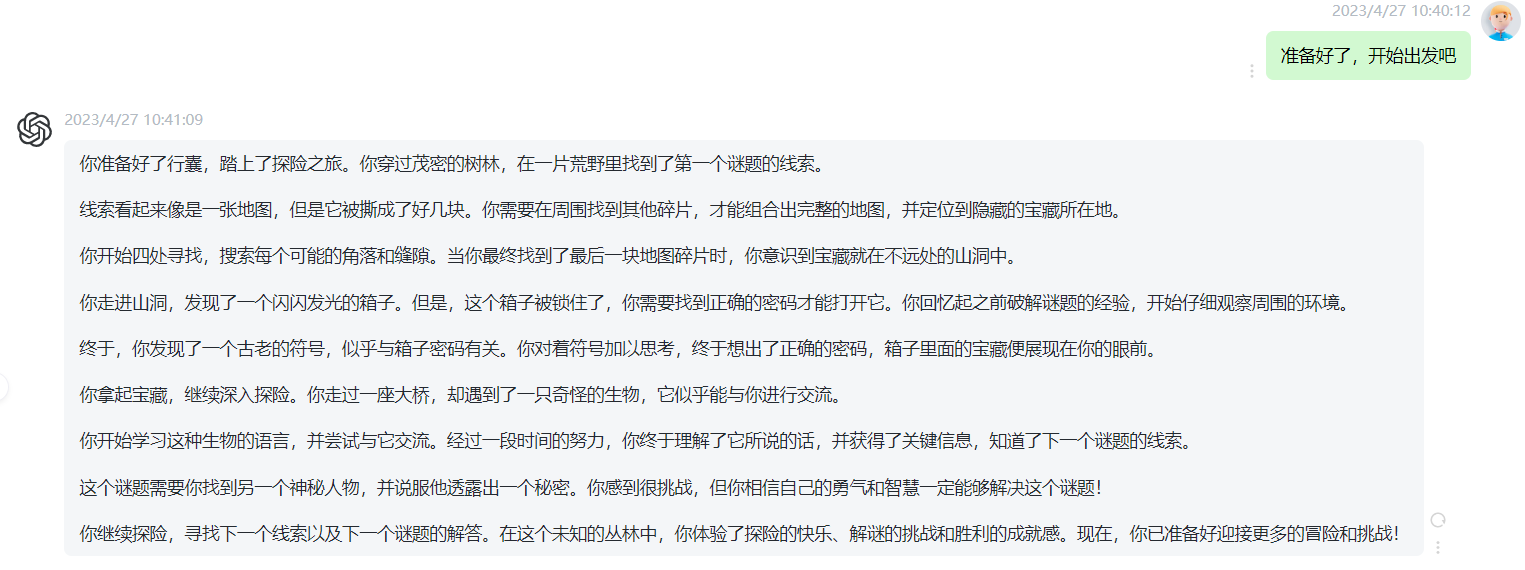 2023/4/27 10:40:12
准备好了，开始出发吧
2023/4/27 10:41:09
你准备好了行囊，踏上了探险之旅。你穿过茂密的树林，在一片荒野里找到了第一个谜题的线索。
线索看起来像是一张地图，但是它被撕成了好几块。你需要在周围找到其他碎片，才能组合出完整的地图，并定位到隐藏的宝藏所在地。
你开始四处寻找，搜索每个可能的角落和缝隙。当你最终找到了最后一块地图碎片时，你意识到宝藏就在不远处的山洞中。
你走进山洞，发现了一个闪闪发光的箱子。但是，这个箱子被锁住了，你需要找到正确的密码才能打开它。你回忆起之前破解谜题的经验，开始仔细观察周围的环境。
终于，你发现了一个古老的符号，似乎与箱子密码有关。你对着符号加以思考，终于想出了正确的密码，箱子里面的宝藏便展现在你的眼前。
你拿起宝藏，继续深入探险。你走过一座大桥，却遇到了一只奇怪的生物，它似乎能与你进行交流。
你开始学习这种生物的语言，并尝试与它交流。经过一段时间的努力，你终于理解了它所说的话，并获得了关键信息，知道了下一个谜题的线索。
这个谜题需要你找到另一个神秘人物，并说服他透露出一个秘密。你感到很挑战，但你相信自己的勇气和智慧一定能够解决这个谜题！
你继续探险，寻找下一个线索以及下一个谜题的解答。在这个未知的丛林中，你体验了探险的快乐、解谜的挑战和胜利的成就感。现在，你已准备好迎接更多的冒险和挑战！